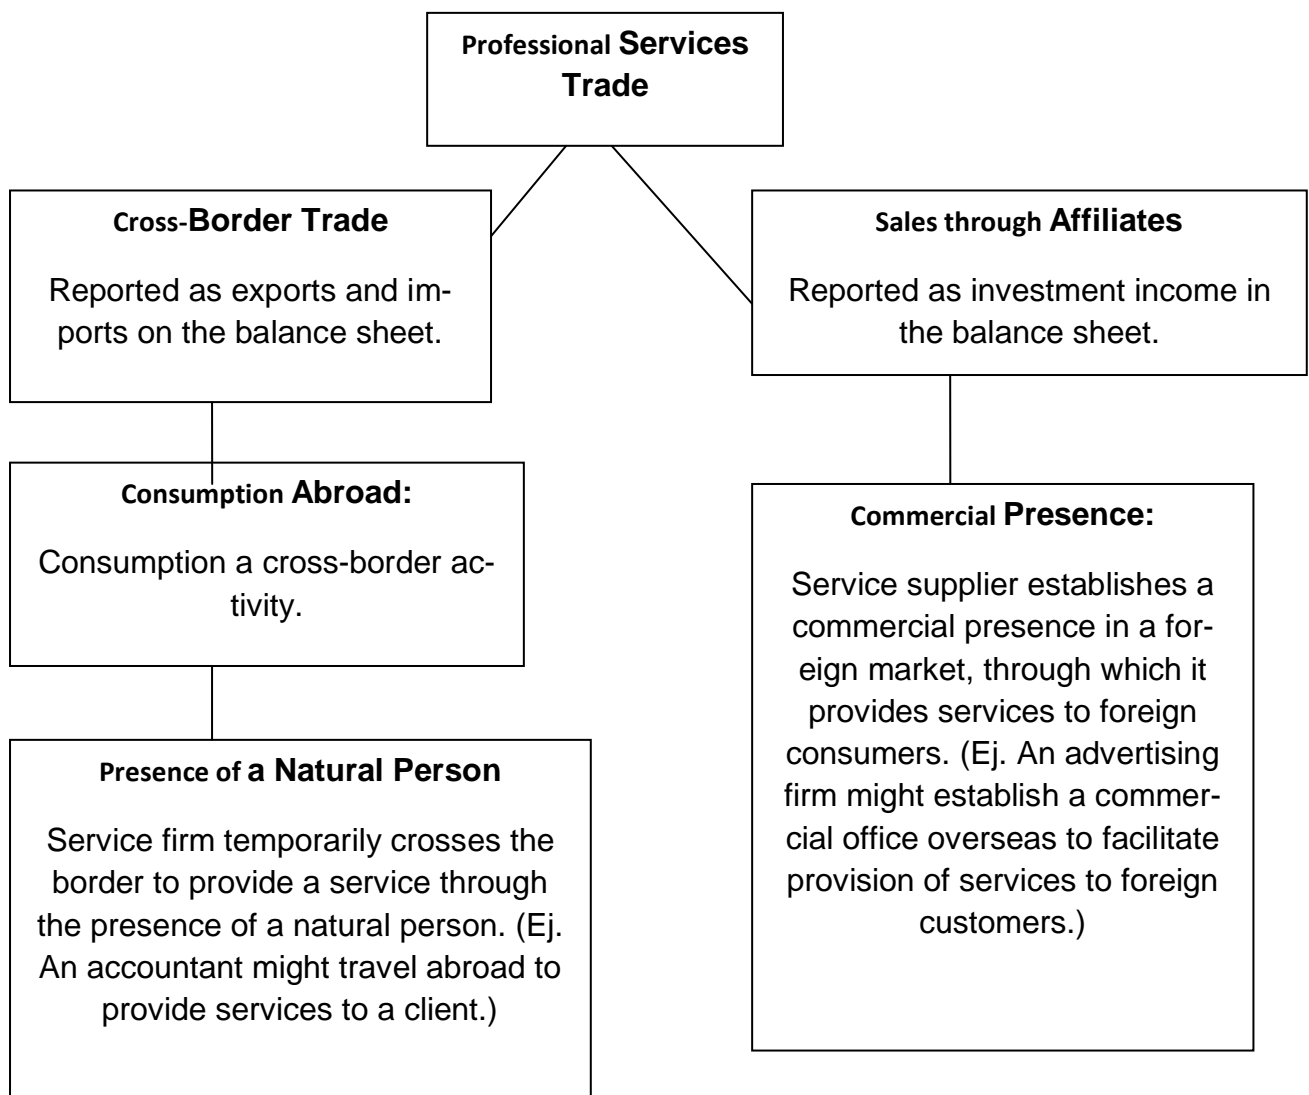 Professional Services
Trade
Cross-Border Trade
Reported as exports and im-
ports on the balance sheet.
Sales through Affiliates
Reported as investment income in
the balance sheet.
Consumption Abroad:
Consumption a cross-border ac-
tivity.
Commercial Presence:
Service supplier establishes a
commercial presence in a for-
eign market, through which it
provides services to foreign
consumers. (Ej. An advertising
firm might establish a commer-
cial office overseas to facilitate
provision of services to foreign
customers.)
Presence of a Natural Person
Service firm temporarily crosses the
border to provide a service through
the presence of a natural person. (Ej.
An accountant might travel abroad to
provide services to a client.)